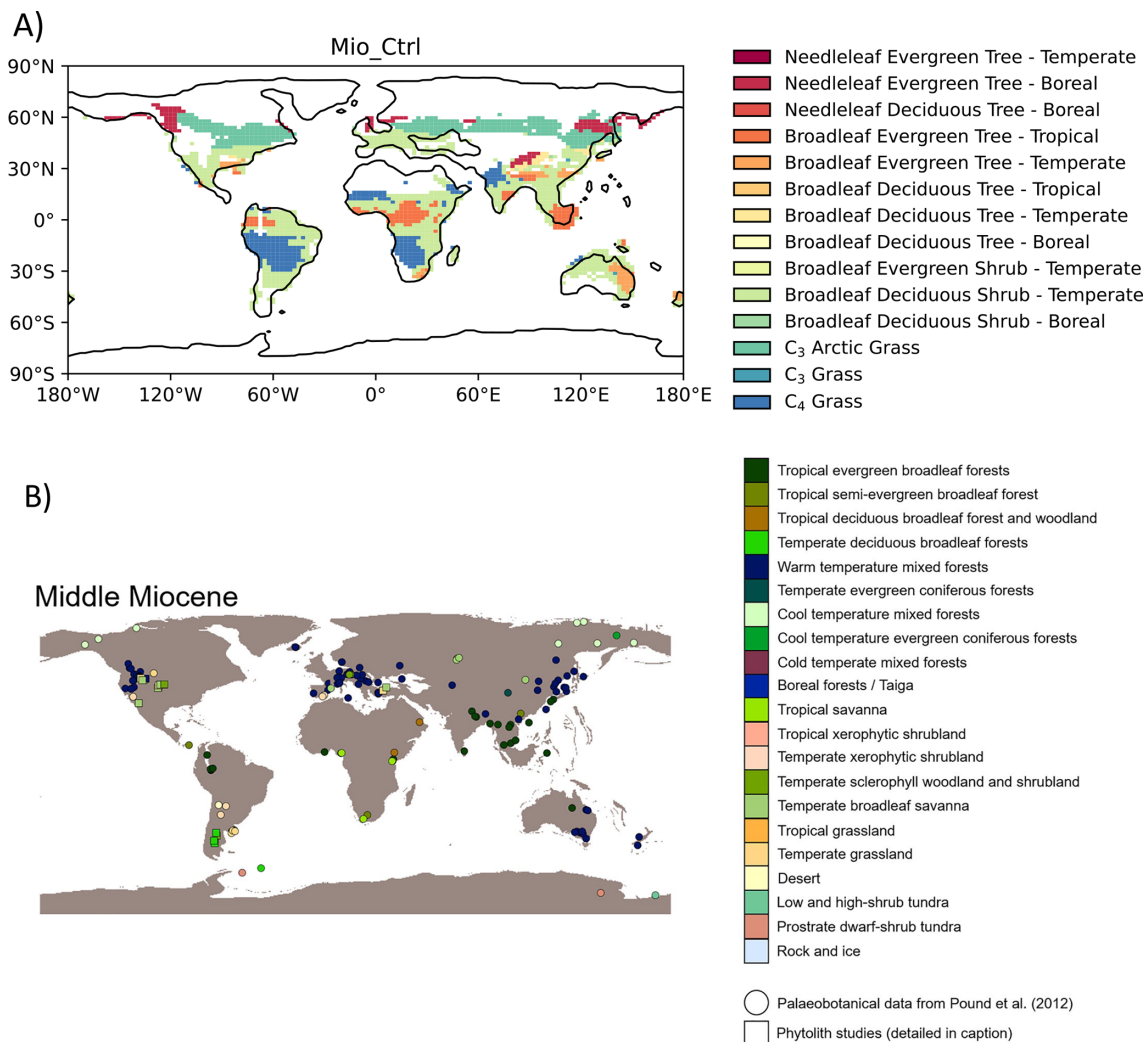 A)
Mio_Ctrl
90°N
60°N
30°N
0°
30°S
60°S
90°S
180°W
120°W
60°W
0°
60°E
120°E
180°E
Needleleaf Evergreen Tree - Temperate
Needleleaf Evergreen Tree - Boreal
Needleleaf Deciduous Tree - Boreal
Broadleaf Evergreen Tree - Tropical
Broadleaf Evergreen Tree - Temperate
Broadleaf Deciduous Tree - Tropical
Broadleaf Deciduous Tree - Temperate
Broadleaf Deciduous Tree - Boreal
Broadleaf Evergreen Shrub - Temperate
Broadleaf Deciduous Shrub - Temperate
Broadleaf Deciduous Shrub - Boreal
C₃ Arctic Grass
C₃ Grass
C₄ Grass
B)
Middle Miocene
Tropical evergreen broadleaf forests
Tropical semi-evergreen broadleaf forest
Tropical deciduous broadleaf forest and woodland
Temperate deciduous broadleaf forests
Warm temperature mixed forests
Temperate evergreen coniferous forests
Cool temperature mixed forests
Cool temperature evergreen coniferous forests
Cold temperate mixed forests
Boreal forests / Taiga
Tropical savanna
Tropical xerophytic shrubland
Temperate xerophytic shrubland
Temperate sclerophyll woodland and shrubland
Temperate broadleaf savanna
Tropical grassland
Temperate grassland
Desert
Low and high-shrub tundra
Prostrate dwarf-shrub tundra
Rock and ice
Palaeobotanical data from Pound et al. (2012)
Phytolith studies (detailed in caption)